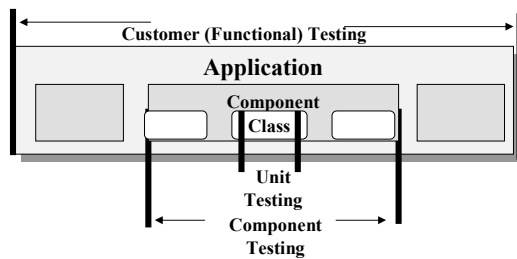 Customer (Functional) Testing
Application
Component
Class
Unit
Testing
Component
Testing